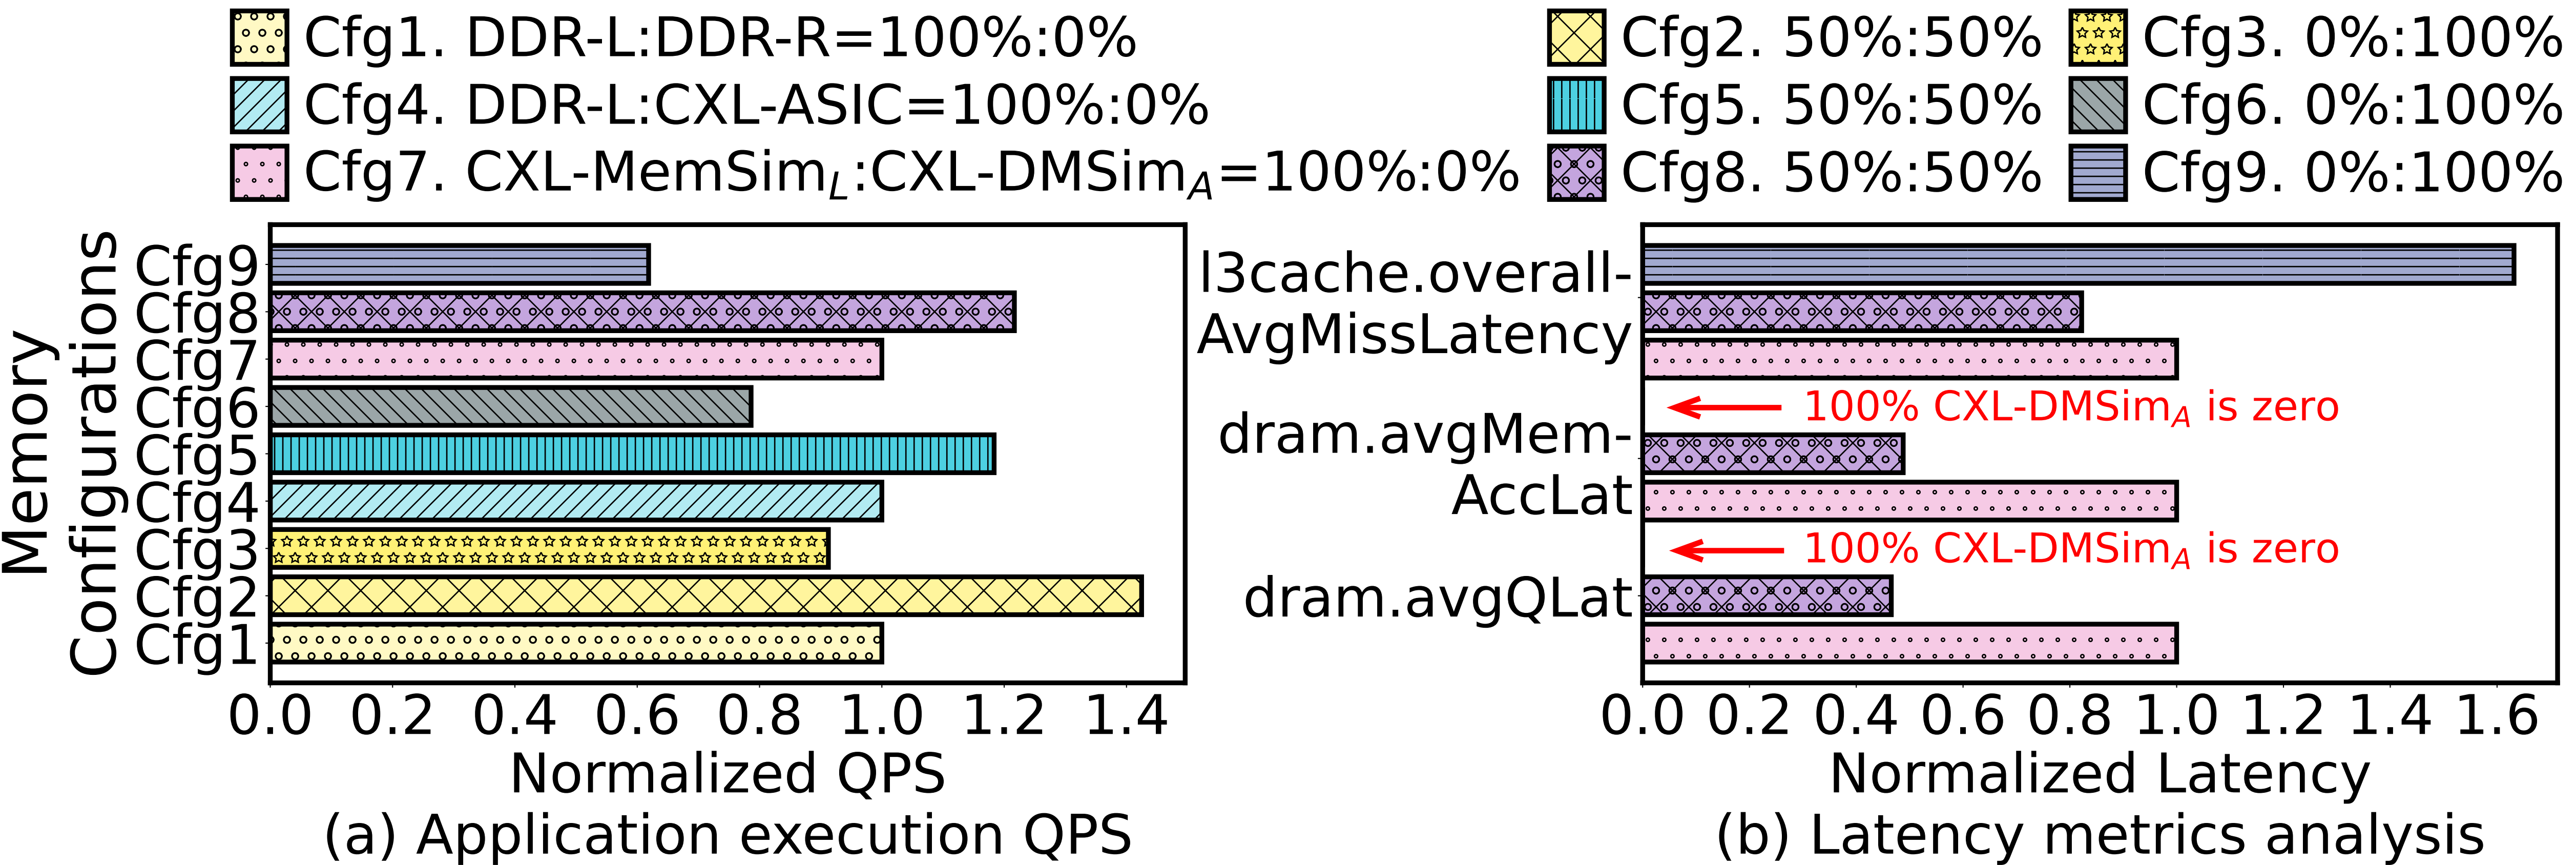 Cfg1. DDR-L:DDR-R=100%:0% Cfg2. 50%:50% Cfg3. 0%:100%
Cfg4. DDR-L:CXL-ASIC=100%:0% Cfg5. 50%:50% Cfg6. 0%:100%
Cfg7. CXL-MemSim_L:CXL-DMSim_A=100%:0% Cfg8. 50%:50% Cfg9. 0%:100%
Memory
Configurations
Cfg9
Cfg8
Cfg7
Cfg6
Cfg5
Cfg4
Cfg3
Cfg2
Cfg1
0.0 0.2 0.4 0.6 0.8 1.0 1.2 1.4
Normalized QPS
(a) Application execution QPS
l3cache.overall-
AvgMissLatency
100% CXL-DMSim_A is zero
dram.avgMem-
AccLat
100% CXL-DMSim_A is zero
dram.avgQLat
0.0 0.2 0.4 0.6 0.8 1.0 1.2 1.4 1.6
Normalized Latency
(b) Latency metrics analysis